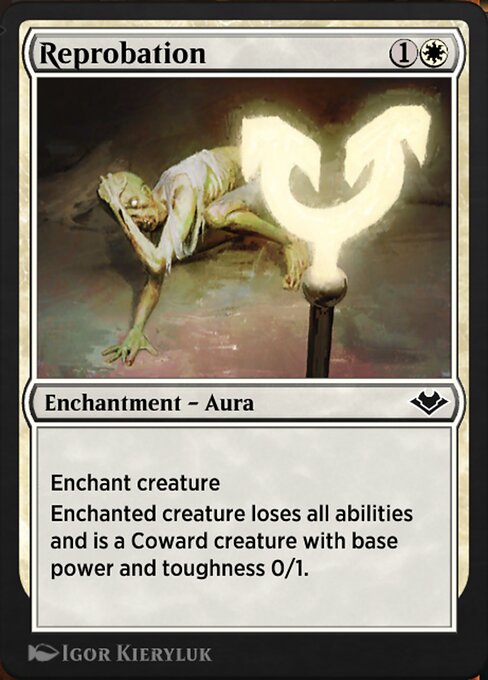 Reprobation 1
Enchantment – Aura
Enchant creature
Enchanted creature loses all abilities
and is a Coward creature with base
power and toughness 0/1.
Igor Kieryluk